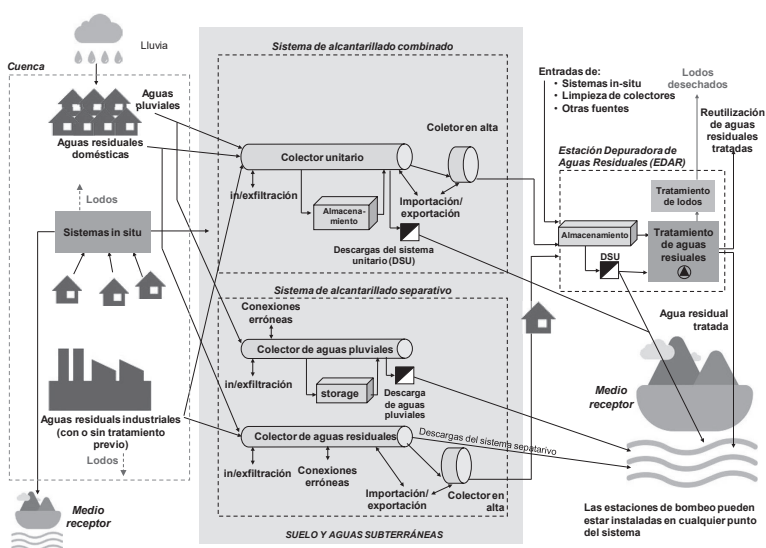 Lluvia
Cuenca
Aguas
pluviales
Aguas residuales
domésticas
Lodos
Sistemas in situ
Aguas residuals industriales
(con o sin tratamiento
previo)
Lodos
Medio
receptor
Sistema de alcantarillado combinado
Colector unitario
Coletor en alta
in/exfiltración
Almacena-
miento
Importación/
exportación
Descargas del sistema
unitario (DSU)
Sistema de alcantarillado separativo
Conexiones
erróneas
Colector de aguas pluviales
in/exfiltración
storage
Descarga
de aguas
pluviales
Colector de aguas residuales
Descargas del sistema sepatarivo
in/exfiltración
Conexiones
erróneas
Importación/
exportación
Colector en
alta
SUELO Y AGUAS SUBTERRÁNEAS
Entradas de:
• Sistemas in-situ
• Limpieza de colectores
• Otras fuentes
Lodos
desechados
Reutilización
de aguas
residuales
tratadas
Estación Depuradora de
Aguas Residuales (EDAR)
Tratamiento
de lodos
Almacenamiento
DSU
Tratamiento
de aguas
resiuales
Agua residual
tratada
Medio
receptor
Las estaciones de bombeo pueden
estar instaladas en cualquier punto
del sistema